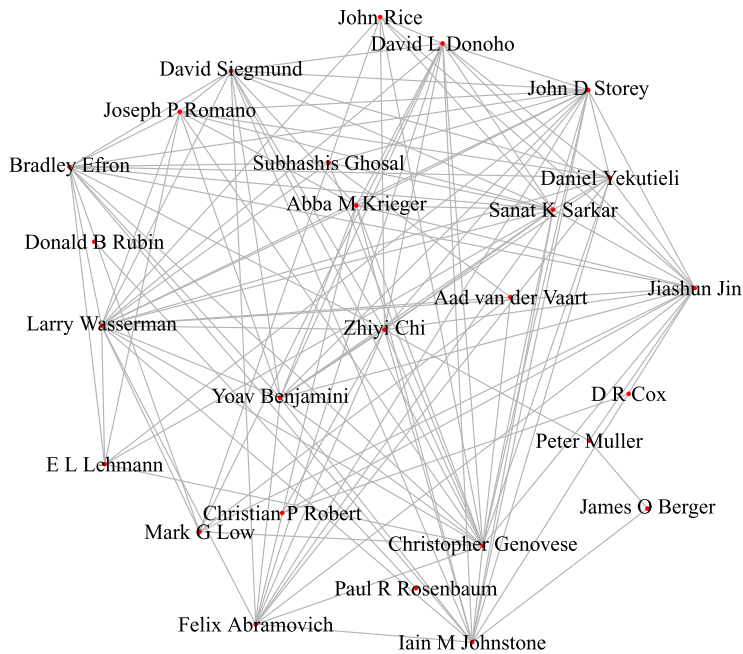 John Rice
David L Donoho
David Siegmund
John D Storey
Joseph P Romano
Subhashis Ghosal
Bradley Efron
Daniel Yekutieli
Abba M Krieger
Sanat K Sarkar
Donald B Rubin
Jiashun Jin
Aad van der Vaart
Larry Wasserman
Zhiyi Chi
Yoav Benjamini
D R Cox
Peter Muller
E L Lehmann
James O Berger
Christian P Robert
Mark G Low
Christopher Genovese
Paul R Rosenbaum
Felix Abramovich
Iain M Johnstone